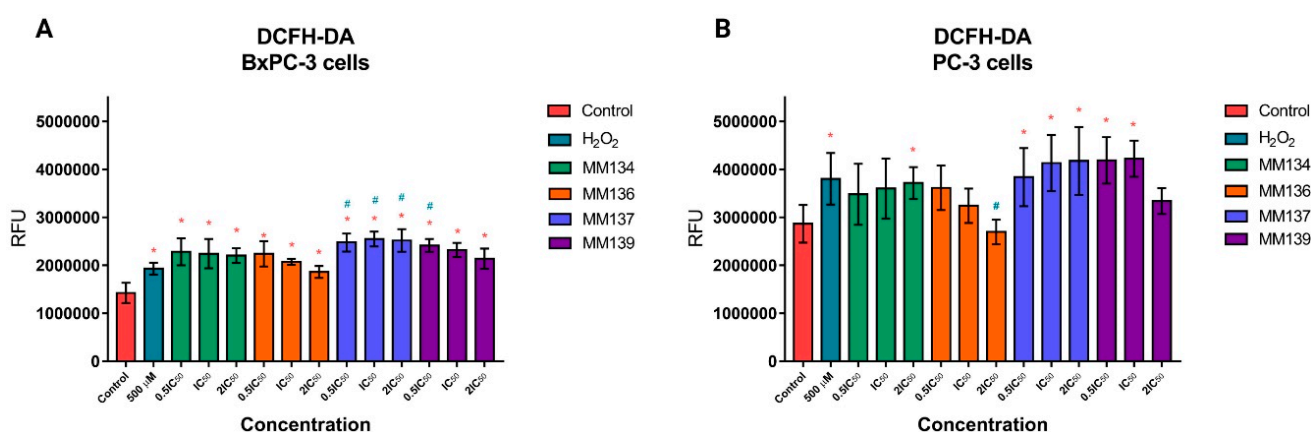 A
DCFH-DA
BxPC-3 cells
RFU
5000000
4000000
3000000
2000000
1000000
0
* * * * * * * # * # * # * # * * *
Control
500 μM
0.5IC50
IC50
2IC50
0.5IC50
IC50
2IC50
0.5IC50
IC50
2IC50
0.5IC50
IC50
2IC50
Concentration
Control
H₂O₂
MM134
MM136
MM137
MM139
B
DCFH-DA
PC-3 cells
RFU
5000000
4000000
3000000
2000000
1000000
0
* * # * * * * *
Control
500 μM
0.5IC50
IC50
2IC50
0.5IC50
IC50
2IC50
0.5IC50
IC50
2IC50
0.5IC50
IC50
2IC50
Concentration
Control
H₂O₂
MM134
MM136
MM137
MM139